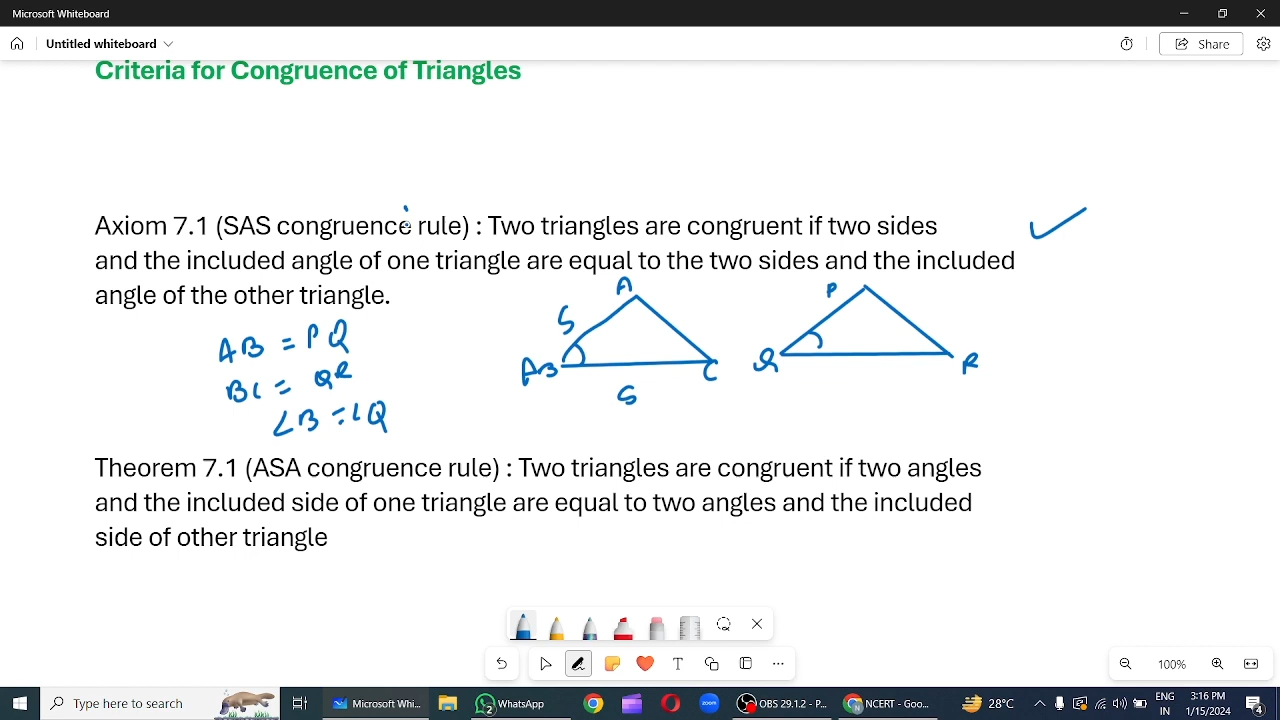 Microsoft Whiteboard
Untitled whiteboard
Share
Criteria for Congruence of Triangles
Axiom 7.1 (SAS congruence rule) : Two triangles are congruent if two sides
and the included angle of one triangle are equal to the two sides and the included
angle of the other triangle.
AB = PQ
BC = QR
∠B = ∠Q
A
S
AB
C
S
P
Q
R
Theorem 7.1 (ASA congruence rule) : Two triangles are congruent if two angles
and the included side of one triangle are equal to two angles and the included
side of other triangle
T
100%
Type here to search
Microsoft Whi...
2
WhatsApp
zoom
OBS 29.1.2 - P...
N
NCERT - Goo...
28°C
ENG
IN
3:16 PM
1/15/2024
4